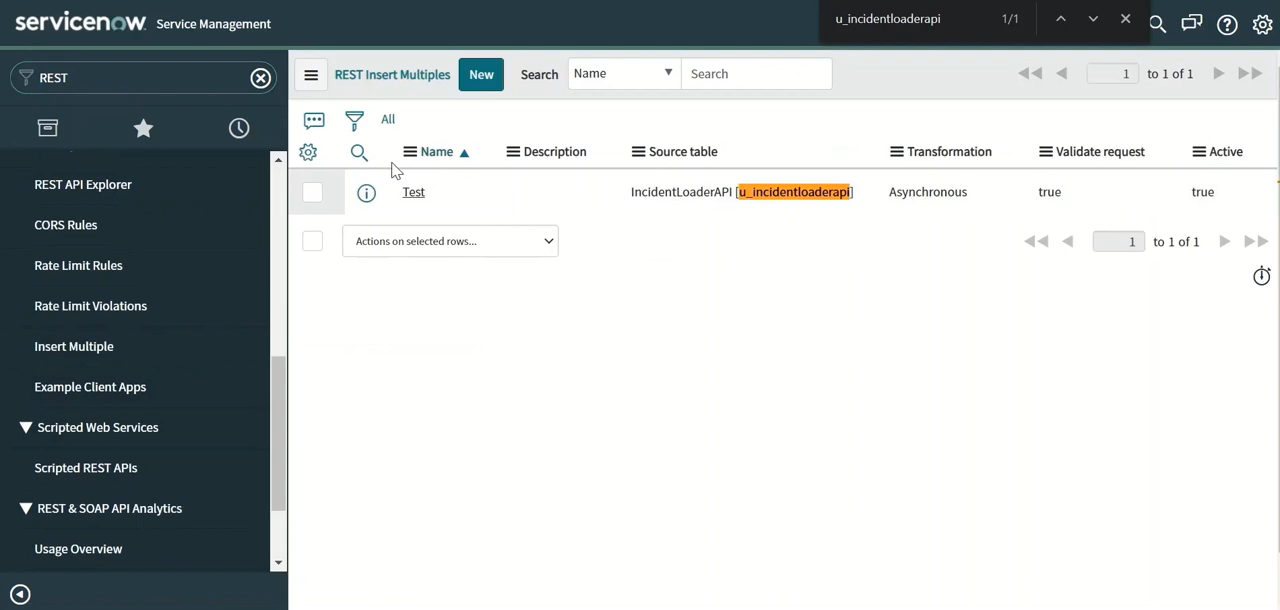 servicenow Service Management
u_incidentloaderapi 1/1
REST
REST Insert Multiples New Search Name Search 1 to 1 of 1
All
Name Description Source table Transformation Validate request Active
Test IncidentLoaderAPI [u_incidentloaderapi] Asynchronous true true
Actions on selected rows... 1 to 1 of 1
REST API Explorer
CORS Rules
Rate Limit Rules
Rate Limit Violations
Insert Multiple
Example Client Apps
Scripted Web Services
Scripted REST APIs
REST & SOAP API Analytics
Usage Overview